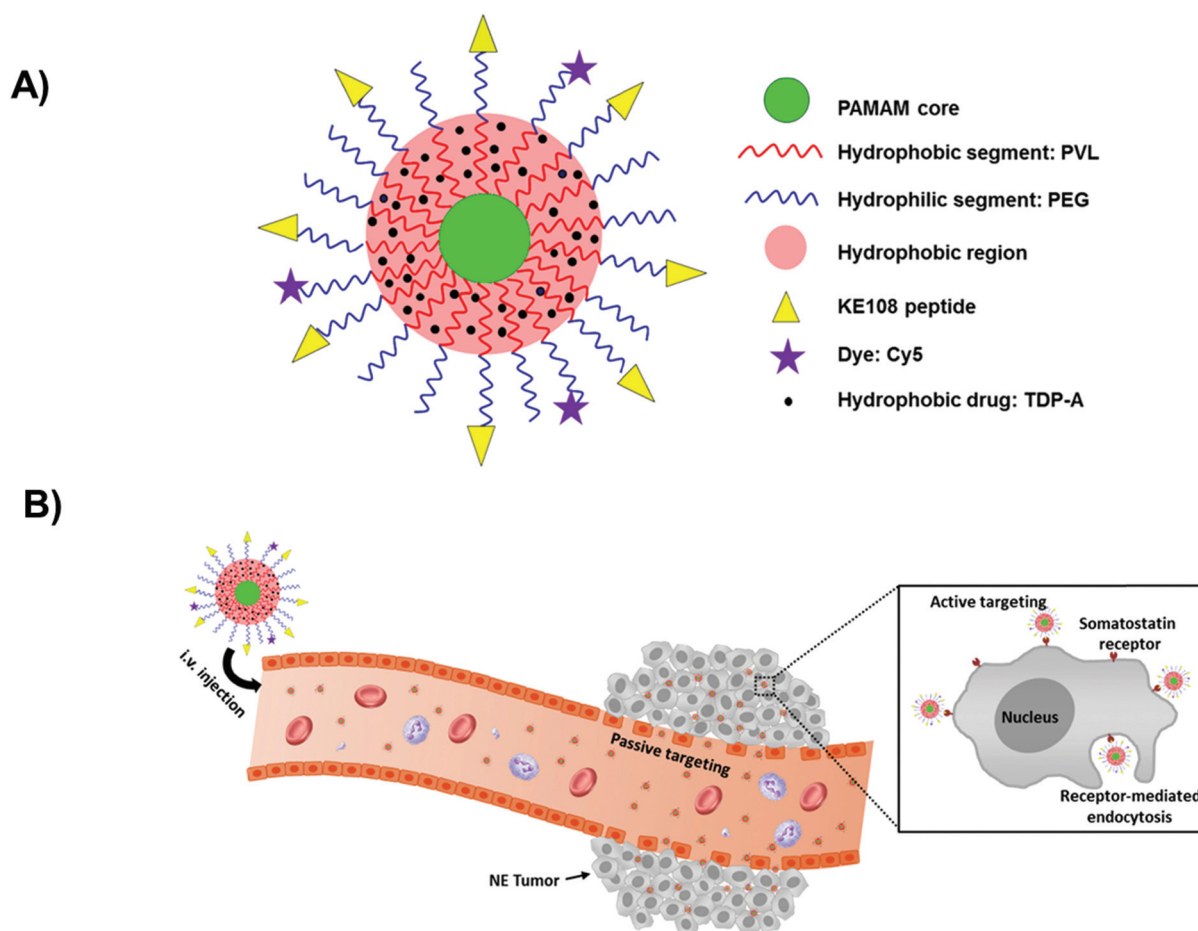 A)
PAMAM core
Hydrophobic segment: PVL
Hydrophilic segment: PEG
Hydrophobic region
KE108 peptide
Dye: Cy5
Hydrophobic drug: TDP-A
B)
i.v. injection
Passive targeting
NE Tumor
Active targeting
Somatostatin
receptor
Nucleus
Receptor-mediated
endocytosis